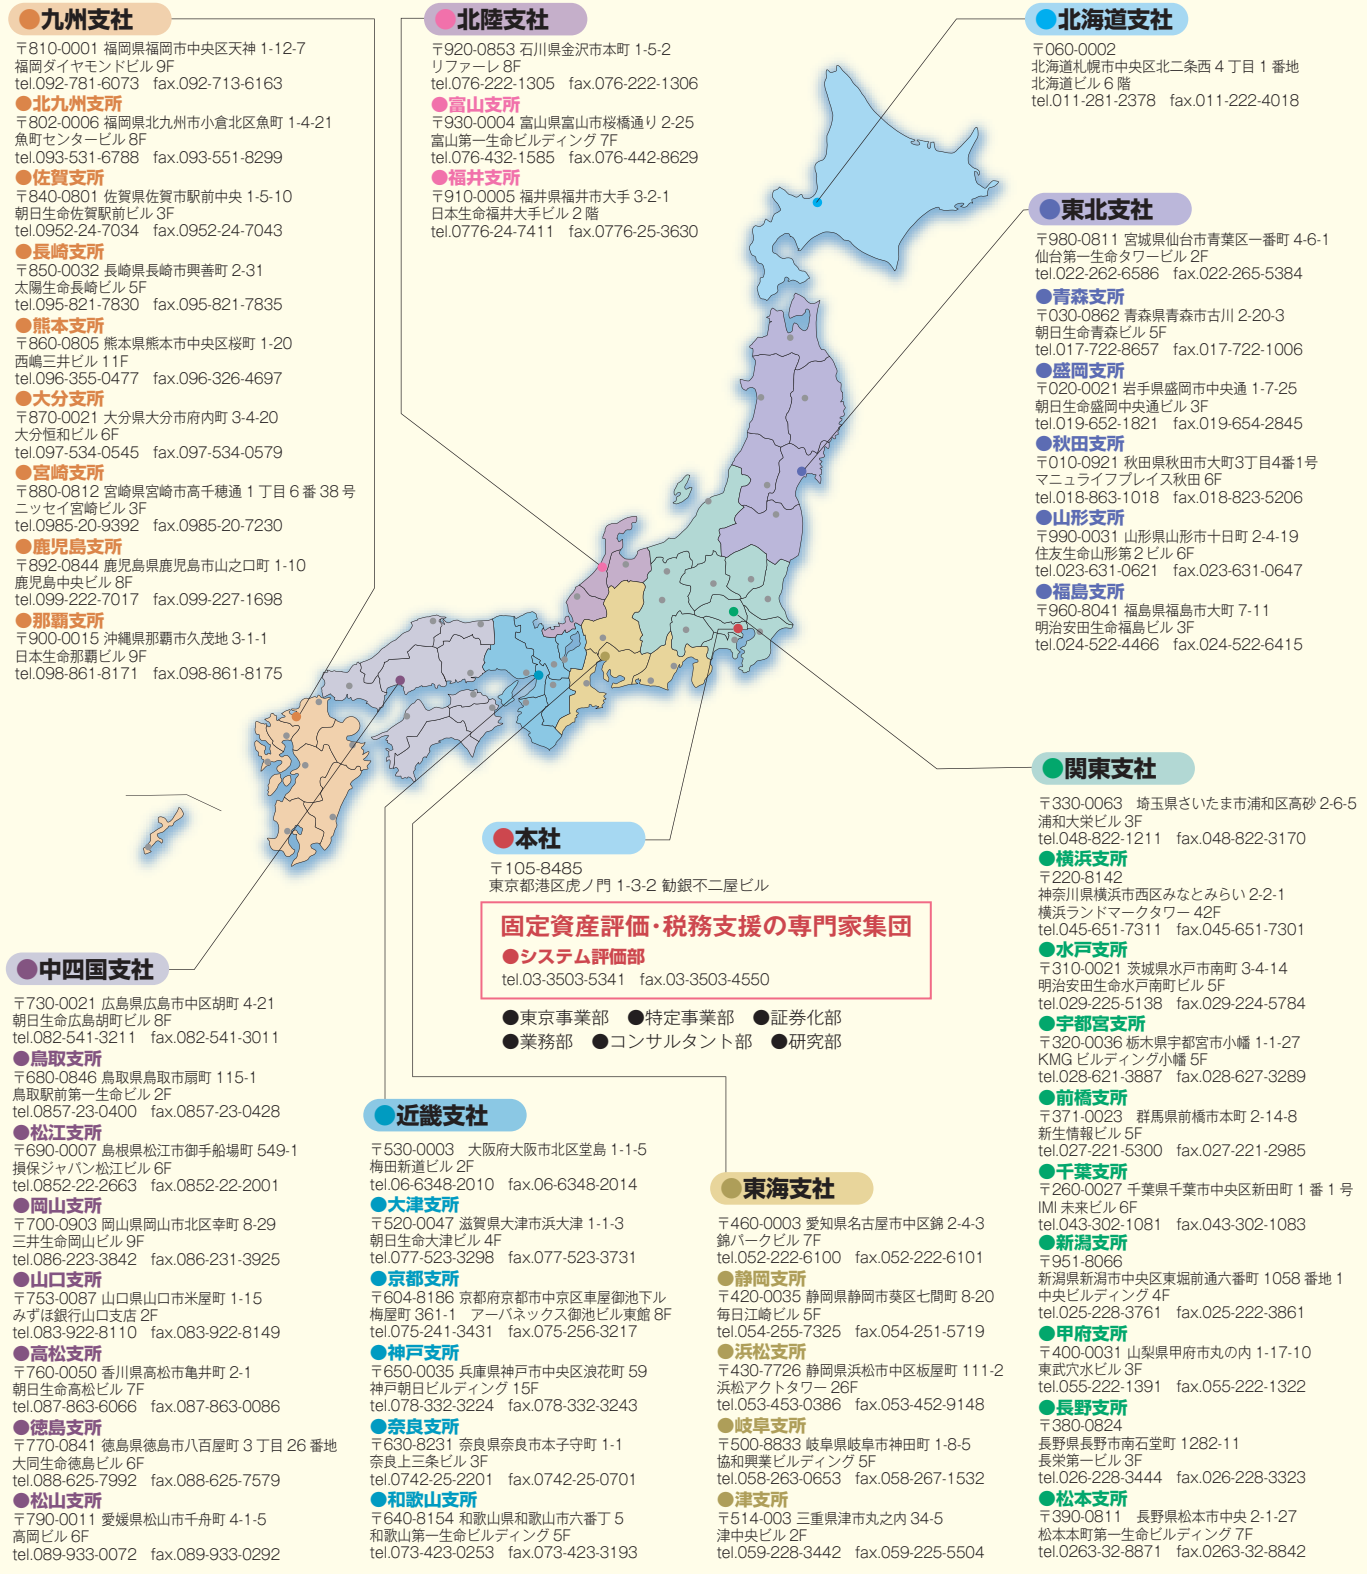 ●九州支社
〒810-0001 福岡県福岡市中央区天神 1-12-7
福岡ダイヤモンドビル 9F
tel.092-781-6073 fax.092-713-6163
●北九州支所
〒802-0006 福岡県北九州市小倉北区魚町 1-4-21
魚町センタービル 8F
tel.093-531-6788 fax.093-551-8299
●佐賀支所
〒840-0801 佐賀県佐賀市駅前中央 1-5-10
朝日生命佐賀駅前ビル 3F
tel.0952-24-7034 fax.0952-24-7043
●長崎支所
〒850-0032 長崎県長崎市興善町 2-31
太陽生命長崎ビル 5F
tel.095-821-7830 fax.095-821-7835
●熊本支所
〒860-0805 熊本県熊本市中央区桜町 1-20
西嶋三井ビル 11F
tel.096-355-0477 fax.096-326-4697
●大分支所
〒870-0021 大分県大分市府内町 3-4-20
大分恒和ビル 6F
tel.097-534-0545 fax.097-534-0579
●宮崎支所
〒880-0812 宮崎県宮崎市高千穂通 1 丁目 6 番 38 号
ニッセイ宮崎ビル 3F
tel.0985-20-9392 fax.0985-20-7230
●鹿児島支所
〒892-0844 鹿児島県鹿児島市山之口町 1-10
鹿児島中央ビル 8F
tel.099-222-7017 fax.099-227-1698
●那覇支所
〒900-0015 沖縄県那覇市久茂地 3-1-1
日本生命那覇ビル 9F
tel.098-861-8171 fax.098-861-8175
●北陸支社
〒920-0853 石川県金沢市本町 1-5-2
リファーレ 8F
tel.076-222-1305 fax.076-222-1306
●富山支所
〒930-0004 富山県富山市桜橋通り 2-25
富山第一生命ビルディング 7F
tel.076-432-1585 fax.076-442-8629
●福井支所
〒910-0005 福井県福井市大手 3-2-1
日本生命福井大手ビル 2 階
tel.0776-24-7411 fax.0776-25-3630
●北海道支社
〒060-0002
北海道札幌市中央区北二条西 4 丁目 1 番地
北海道ビル 6 階
tel.011-281-2378 fax.011-222-4018
●東北支社
〒980-0811 宮城県仙台市青葉区一番町 4-6-1
仙台第一生命タワービル 2F
tel.022-262-6586 fax.022-265-5384
●青森支所
〒030-0862 青森県青森市古川 2-20-3
朝日生命青森ビル 5F
tel.017-722-8657 fax.017-722-1006
●盛岡支所
〒020-0021 岩手県盛岡市中央通 1-7-25
朝日生命盛岡中央通ビル 3F
tel.019-652-1821 fax.019-654-2845
●秋田支所
〒010-0921 秋田県秋田市大町3丁目4番1号
マニュライフプレイス秋田 6F
tel.018-863-1018 fax.018-823-5206
●山形支所
〒990-0031 山形県山形市十日町 2-4-19
住友生命山形第2ビル 6F
tel.023-631-0621 fax.023-631-0647
●福島支所
〒960-8041 福島県福島市大町 7-11
明治安田生命福島ビル 3F
tel.024-522-4466 fax.024-522-6415
●関東支社
〒330-0063 埼玉県さいたま市浦和区高砂 2-6-5
浦和大栄ビル 3F
tel.048-822-1211 fax.048-822-3170
●横浜支所
〒220-8142
神奈川県横浜市西区みなとみらい 2-2-1
横浜ランドマークタワー 42F
tel.045-651-7311 fax.045-651-7301
●水戸支所
〒310-0021 茨城県水戸市南町 3-4-14
明治安田生命水戸南町ビル 5F
tel.029-225-5138 fax.029-224-5784
●宇都宮支所
〒320-0036 栃木県宇都宮市小幡 1-1-27
KMG ビルディング小幡 5F
tel.028-621-3887 fax.028-627-3289
●前橋支所
〒371-0023 群馬県前橋市本町 2-14-8
新生情報ビル 5F
tel.027-221-5300 fax.027-221-2985
●千葉支所
〒260-0027 千葉県千葉市中央区新田町 1 番 1 号
IMI 未来ビル 6F
tel.043-302-1081 fax.043-302-1083
●新潟支所
〒951-8066
新潟県新潟市中央区東堀前通六番町 1058 番地 1
中央ビルディング 4F
tel.025-228-3761 fax.025-222-3861
●甲府支所
〒400-0031 山梨県甲府市丸の内 1-17-10
東武穴水ビル 3F
tel.055-222-1391 fax.055-222-1322
●長野支所
〒380-0824
長野県長野市南石堂町 1282-11
長栄第一ビル 3F
tel.026-228-3444 fax.026-228-3323
●松本支所
〒390-0811 長野県松本市中央 2-1-27
松本本町第一生命ビルディング 7F
tel.0263-32-8871 fax.0263-32-8842
●本社
〒105-8485
東京都港区虎ノ門 1-3-2 勧銀不二屋ビル
固定資産評価・税務支援の専門家集団
●システム評価部
tel.03-3503-5341 fax.03-3503-4550
●東京事業部 ●特定事業部 ●証券化部
●業務部 ●コンサルタント部 ●研究部
●中四国支社
〒730-0021 広島県広島市中区胡町 4-21
朝日生命広島胡町ビル 8F
tel.082-541-3211 fax.082-541-3011
●鳥取支所
〒680-0846 鳥取県鳥取市扇町 115-1
鳥取駅前第一生命ビル 2F
tel.0857-23-0400 fax.0857-23-0428
●松江支所
〒690-0007 島根県松江市御手船場町 549-1
損保ジャパン松江ビル 6F
tel.0852-22-2663 fax.0852-22-2001
●岡山支所
〒700-0903 岡山県岡山市北区幸町 8-29
三井生命岡山ビル 9F
tel.086-223-3842 fax.086-231-3925
●山口支所
〒753-0087 山口県山口市米屋町 1-15
みずほ銀行山口支店 2F
tel.083-922-8110 fax.083-922-8149
●高松支所
〒760-0050 香川県高松市亀井町 2-1
朝日生命高松ビル 7F
tel.087-863-6066 fax.087-863-0086
●徳島支所
〒770-0841 徳島県徳島市八百屋町 3 丁目 26 番地
大同生命徳島ビル 6F
tel.088-625-7992 fax.088-625-7579
●松山支所
〒790-0011 愛媛県松山市千舟町 4-1-5
高岡ビル 6F
tel.089-933-0072 fax.089-933-0292
●近畿支社
〒530-0003 大阪府大阪市北区堂島 1-1-5
梅田新道ビル 2F
tel.06-6348-2010 fax.06-6348-2014
●大津支所
〒520-0047 滋賀県大津市浜大津 1-1-3
朝日生命大津ビル 4F
tel.077-523-3298 fax.077-523-3731
●京都支所
〒604-8186 京都府京都市中京区車屋御池下ル
梅屋町 361-1 アーバネックス御池ビル東館 8F
tel.075-241-3431 fax.075-256-3217
●神戸支所
〒650-0035 兵庫県神戸市中央区浪花町 59
神戸朝日ビルディング 15F
tel.078-332-3224 fax.078-332-3243
●奈良支所
〒630-8231 奈良県奈良市本子守町 1-1
奈良上三条ビル 3F
tel.0742-25-2201 fax.0742-25-0701
●和歌山支所
〒640-8154 和歌山県和歌山市六番丁 5
和歌山第一生命ビルディング 5F
tel.073-423-0253 fax.073-423-3193
●東海支社
〒460-0003 愛知県名古屋市中区錦 2-4-3
錦パークビル 7F
tel.052-222-6100 fax.052-222-6101
●静岡支所
〒420-0035 静岡県静岡市葵区七間町 8-20
毎日江崎ビル 5F
tel.054-255-7325 fax.054-251-5719
●浜松支所
〒430-7726 静岡県浜松市中区板屋町 111-2
浜松アクトタワー 26F
tel.053-453-0386 fax.053-452-9148
●岐阜支所
〒500-8833 岐阜県岐阜市神田町 1-8-5
協和興業ビルディング 5F
tel.058-263-0653 fax.058-267-1532
●津支所
〒514-003 三重県津市丸之内 34-5
津中央ビル 2F
tel.059-228-3442 fax.059-225-5504